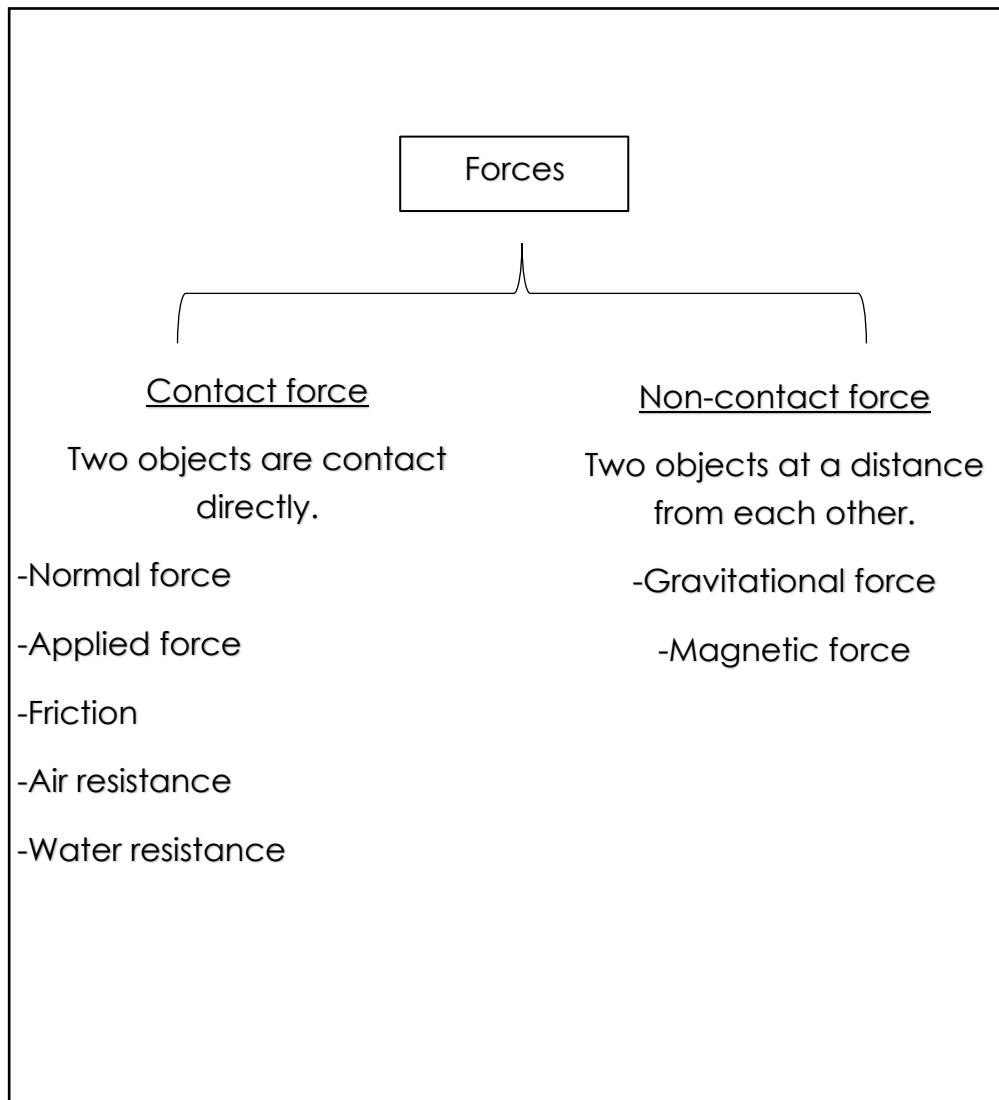 Forces
Contact force
Two objects are contact
directly.
-Normal force
-Applied force
-Friction
-Air resistance
-Water resistance
Non-contact force
Two objects at a distance
from each other.
-Gravitational force
-Magnetic force